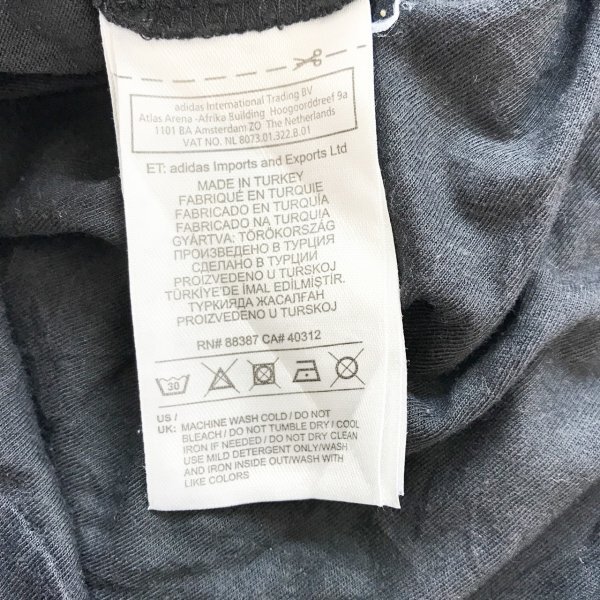 adidas International Trading BV
Atlas Arena -Afrika Building Hoogoorddreef 9a
1101 BA Amsterdam ZO The Netherlands
VAT NO. NL 8073.01.322.B.01
ET: adidas Imports and Exports Ltd
MADE IN TURKEY
FABRIQUÉ EN TURQUIE
FABRICADO EN TURQUÍA
FABRICADO NA TURQUIA
GYÁRTVA: TÖRÖKORSZÁG
ПРОИЗВЕДЕНО В ТУРЦИЯ
СДЕЛАНО В ТУРЦИИ
PROIZVEDENO U TURSKOJ
TÜRKİYE'DE İMAL EDİLMİŞTİR.
ТУРКИЯДА ЖАСАЛҒАН
PROIZVEDENO U TURSKOJ
RN# 88387 CA# 40312
30
US /
UK: MACHINE WASH COLD / DO NOT
BLEACH / DO NOT TUMBLE DRY / COOL
IRON IF NEEDED / DO NOT DRY CLEAN
USE MILD DETERGENT ONLY/WASH
AND IRON INSIDE OUT/WASH WITH
LIKE COLORS